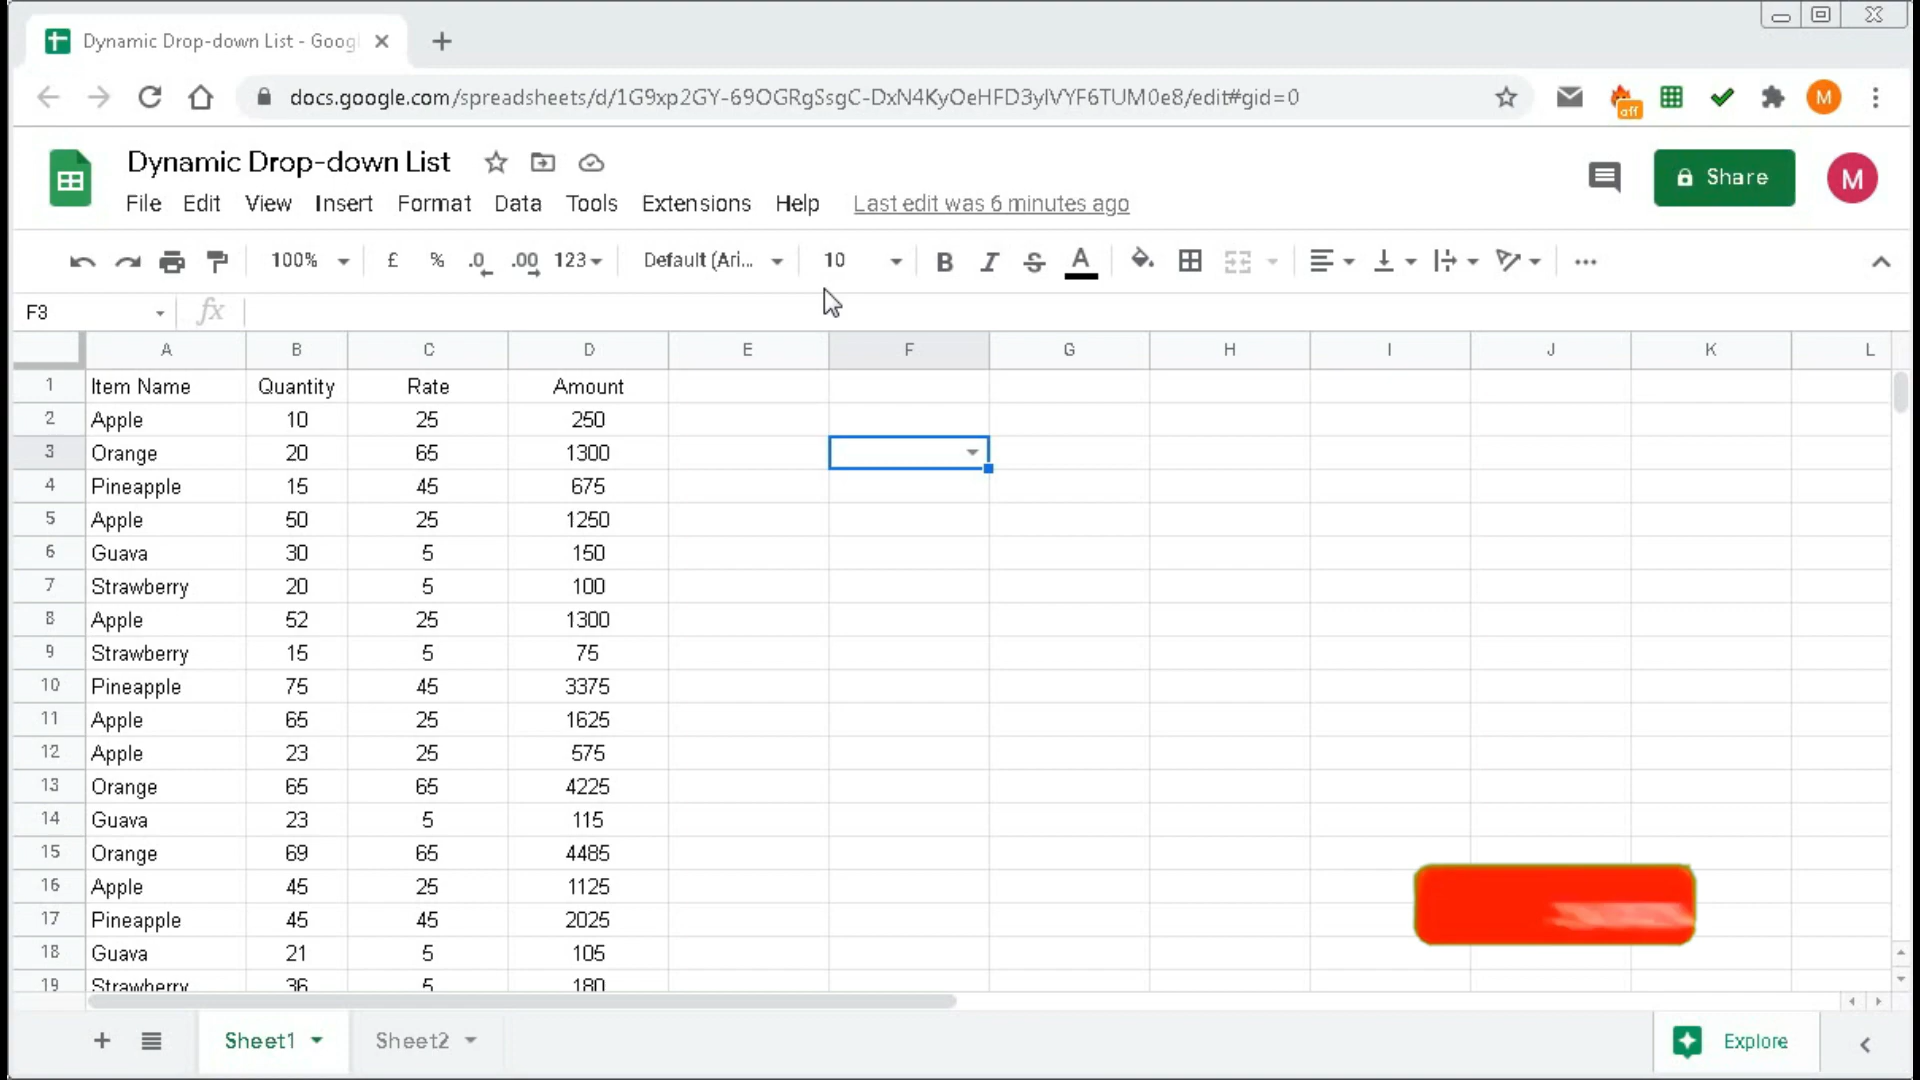 Dynamic Drop-down List - Goog
docs.google.com/spreadsheets/d/1G9xp2GY-69OGRgSsgC-DxN4KyOeHFD3ylVYF6TUM0e8/edit#gid=0
off
M
Dynamic Drop-down List
Share
M
File Edit View Insert Format Data Tools Extensions Help Last edit was 6 minutes ago
100% £ % .0 .00 123 Default (Ari... 10 B I S A
F3 fx
A B C D E F G H I J K L
1 Item Name Quantity Rate Amount
2 Apple 10 25 250
3 Orange 20 65 1300
4 Pineapple 15 45 675
5 Apple 50 25 1250
6 Guava 30 5 150
7 Strawberry 20 5 100
8 Apple 52 25 1300
9 Strawberry 15 5 75
10 Pineapple 75 45 3375
11 Apple 65 25 1625
12 Apple 23 25 575
13 Orange 65 65 4225
14 Guava 23 5 115
15 Orange 69 65 4485
16 Apple 45 25 1125
17 Pineapple 45 45 2025
18 Guava 21 5 105
19 Strawberry 36 5 180
Sheet1 Sheet2 Explore